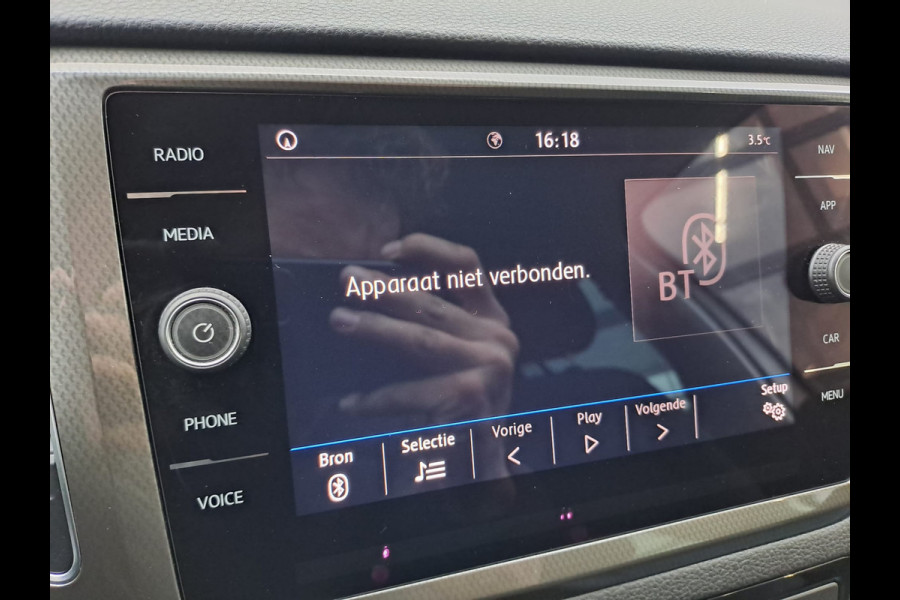 RADIO
MEDIA
PHONE
VOICE
16:18
3.5°C
Apparaat niet verbonden.
BT
Bron
Selectie
Vorige
Play
Volgende
Setup
NAV
APP
CAR
MENU